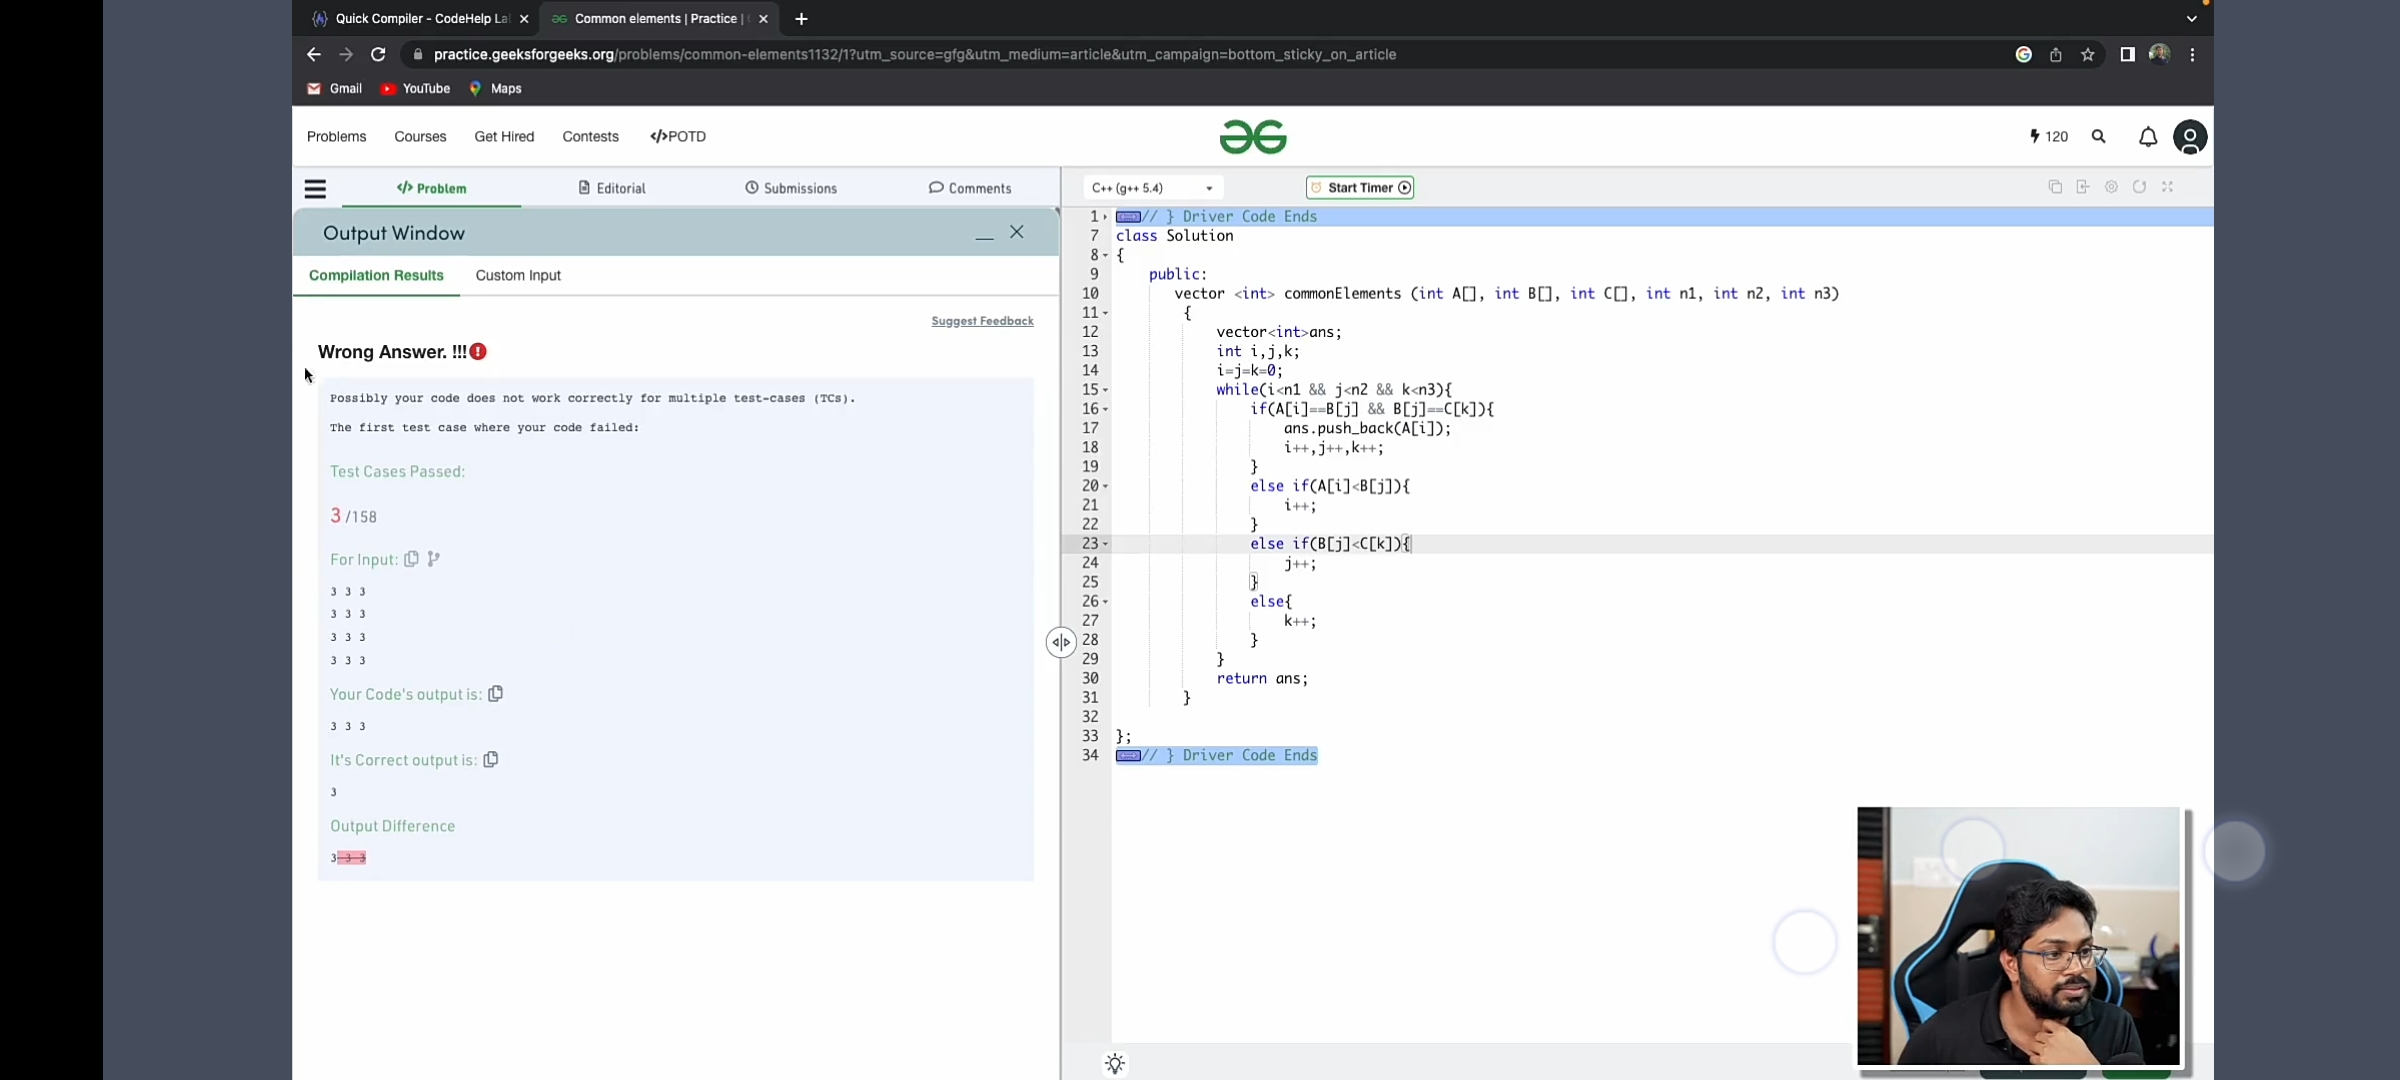 Quick Compiler - CodeHelp La
Common elements | Practice |
practice.geeksforgeeks.org/problems/common-elements1132/1?utm_source=gfg&utm_medium=article&utm_campaign=bottom_sticky_on_article
Gmail YouTube Maps
Problems Courses Get Hired Contests </>POTD
120
</> Problem Editorial Submissions Comments
C++ (g++ 5.4) Start Timer
Output Window
Compilation Results Custom Input
Suggest Feedback
Wrong Answer. !!!
Possibly your code does not work correctly for multiple test-cases (TCs).
The first test case where your code failed:
Test Cases Passed:
3 /158
For Input:
3 3 3
3 3 3
3 3 3
3 3 3
Your Code's output is:
3 3 3
It's Correct output is:
3
Output Difference
3 3 3
1 // } Driver Code Ends
7 class Solution
8 {
9 public:
10 vector <int> commonElements (int A[], int B[], int C[], int n1, int n2, int n3)
11 {
12 vector<int>ans;
13 int i,j,k;
14 i=j=k=0;
15 while(i<n1 && j<n2 && k<n3){
16 if(A[i]==B[j] && B[j]==C[k]){
17 ans.push_back(A[i]);
18 i++,j++,k++;
19 }
20 else if(A[i]<B[j]){
21 i++;
22 }
23 else if(B[j]<C[k]){
24 j++;
25 }
26 else{
27 k++;
28 }
29 }
30 return ans;
31 }
32
33 };
34 // } Driver Code Ends